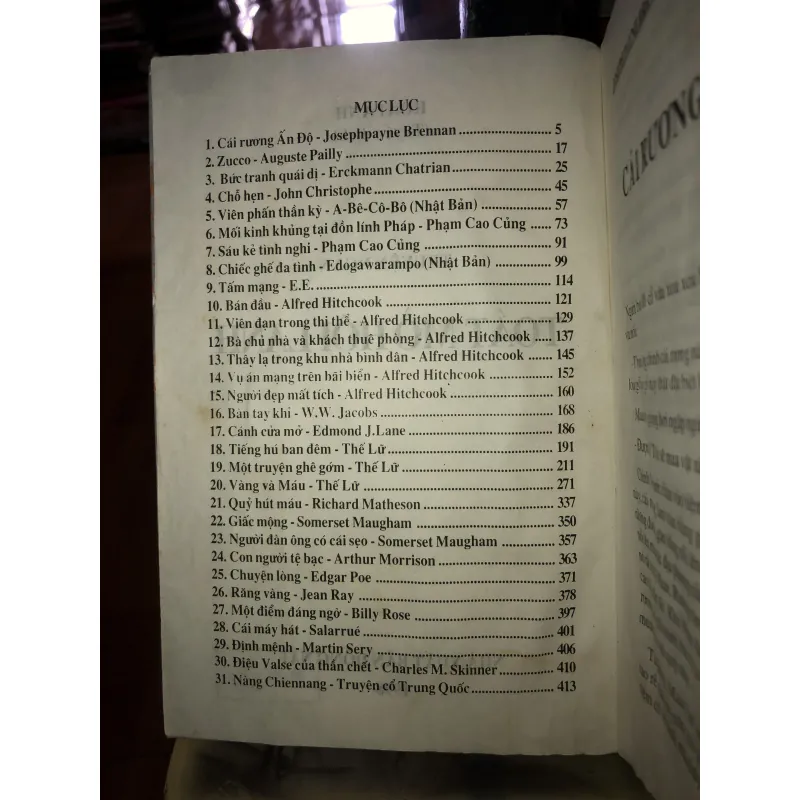 MỤC LỤC
1. Cái rương Ấn Độ - Josephpayne Brennan 5
2. Zucco - Auguste Pailly 17
3. Bức tranh quái dị - Erckmann Chatrian 25
4. Chỗ hẹn - John Christophe 45
5. Viên phấn thần kỳ - A-Bê-Cô-Bô (Nhật Bản) 57
6. Mối kinh khủng tại đồn lính Pháp - Phạm Cao Củng 73
7. Sáu kẻ tình nghi - Phạm Cao Củng 91
8. Chiếc ghế đa tình - Edogawarampo (Nhật Bản) 99
9. Tấm mạng - E.E. 114
10. Bán đầu - Alfred Hitchcook 121
11. Viên đạn trong thi thể - Alfred Hitchcook 129
12. Bà chủ nhà và khách thuê phòng - Alfred Hitchcook 137
13. Thây lạ trong khu nhà bình dân - Alfred Hitchcook 145
14. Vụ án mạng trên bãi biển - Alfred Hitchcook 152
15. Người đẹp mất tích - Alfred Hitchcook 160
16. Bàn tay khỉ - W.W. Jacobs 168
17. Cánh cửa mở - Edmond J.Lane 186
18. Tiếng hú ban đêm - Thế Lữ 191
19. Một truyện ghê gớm - Thế Lữ 211
20. Vàng và Máu - Thế Lữ 271
21. Quỷ hút máu - Richard Matheson 337
22. Giấc mộng - Somerset Maugham 350
23. Người đàn ông có cái sẹo - Somerset Maugham 357
24. Con người tệ bạc - Arthur Morrison 363
25. Chuyện lòng - Edgar Poe 371
26. Răng vàng - Jean Ray 378
27. Một điểm đáng ngờ - Billy Rose 397
28. Cái máy hát - Salarrué 401
29. Định mệnh - Martin Sery 406
30. Điệu Valse của thần chết - Charles M. Skinner 410
31. Nàng Chiennang - Truyện cổ Trung Quốc 413
CÁI RƯƠNG